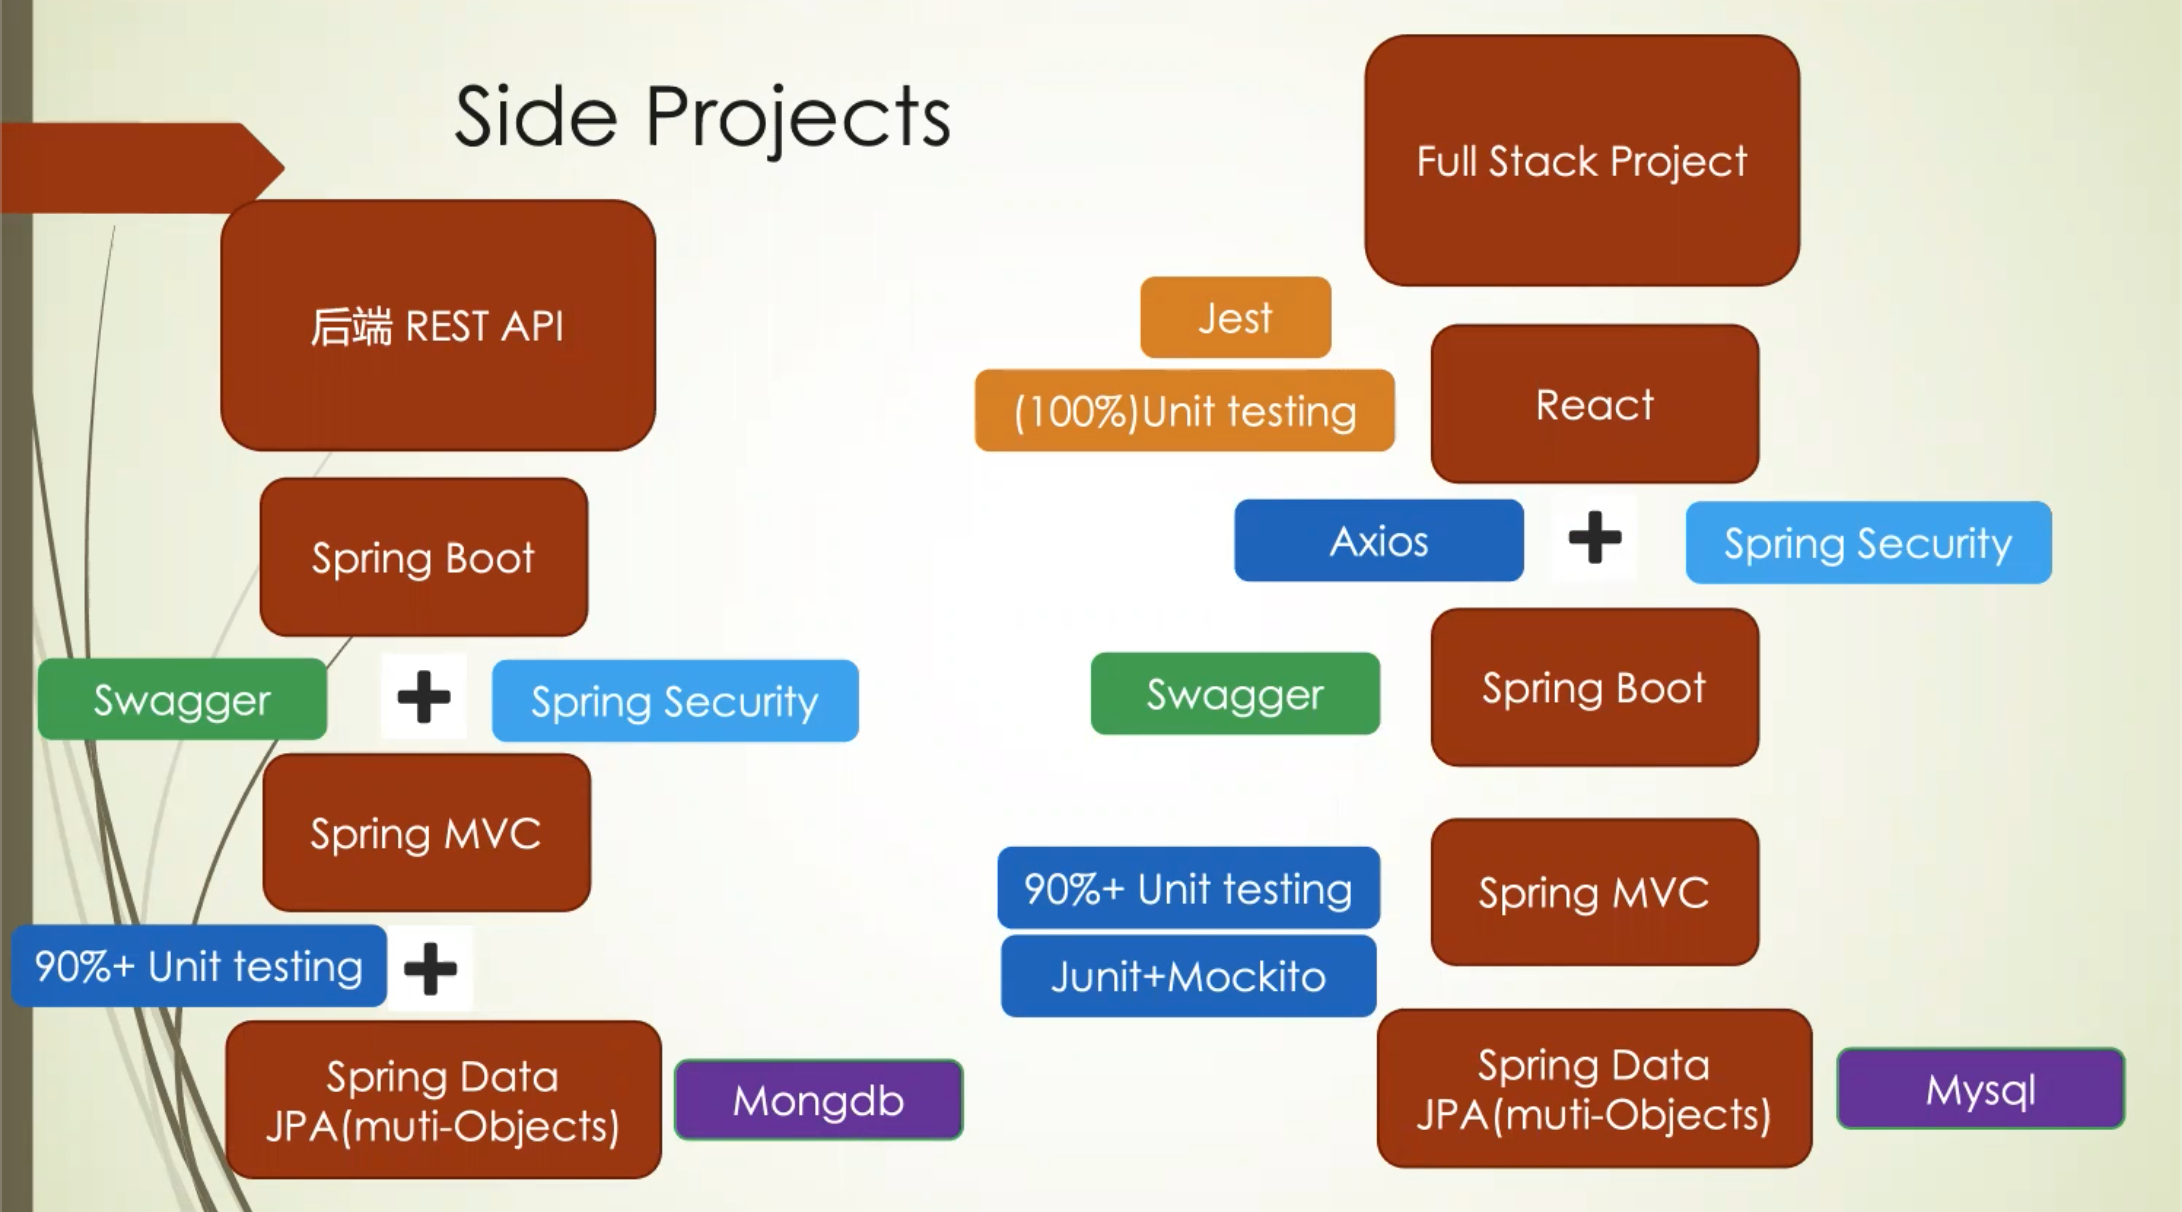 Side Projects
后端 REST API
Spring Boot
Swagger
Spring Security
Spring MVC
90%+ Unit testing
Spring Data
JPA(muti-Objects)
Mongdb
Full Stack Project
Jest
(100%)Unit testing
React
Axios
Spring Security
Swagger
Spring Boot
90%+ Unit testing
Junit+Mockito
Spring MVC
Spring Data
JPA(muti-Objects)
Mysql